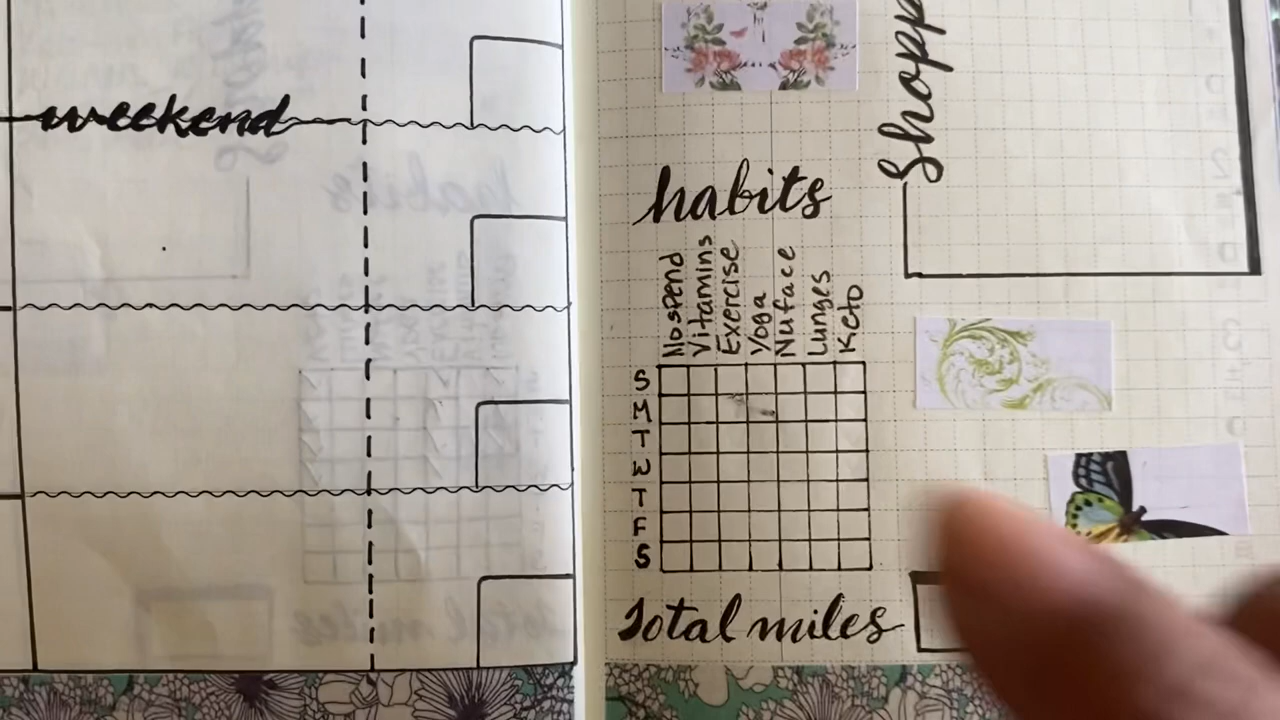 weekend
Shopp
habits
No spend
Vitamins
Exercise
Yoga
Nuface
Lunges
Keto
S
M
T
W
T
F
S
Total miles